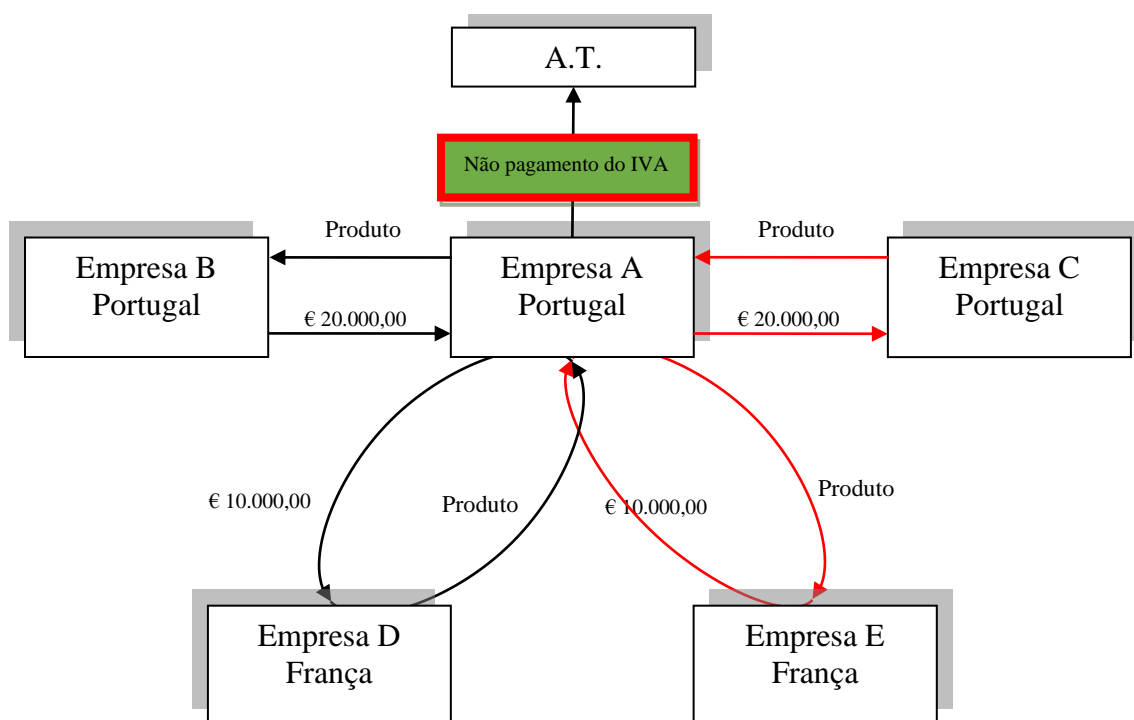 A.T.
Não pagamento do IVA
Produto
Produto
Empresa B
Portugal
Empresa A
Portugal
Empresa C
Portugal
€ 20.000,00
€ 20.000,00
€ 10.000,00
Produto
€ 10.000,00
Produto
Empresa D
França
Empresa E
França